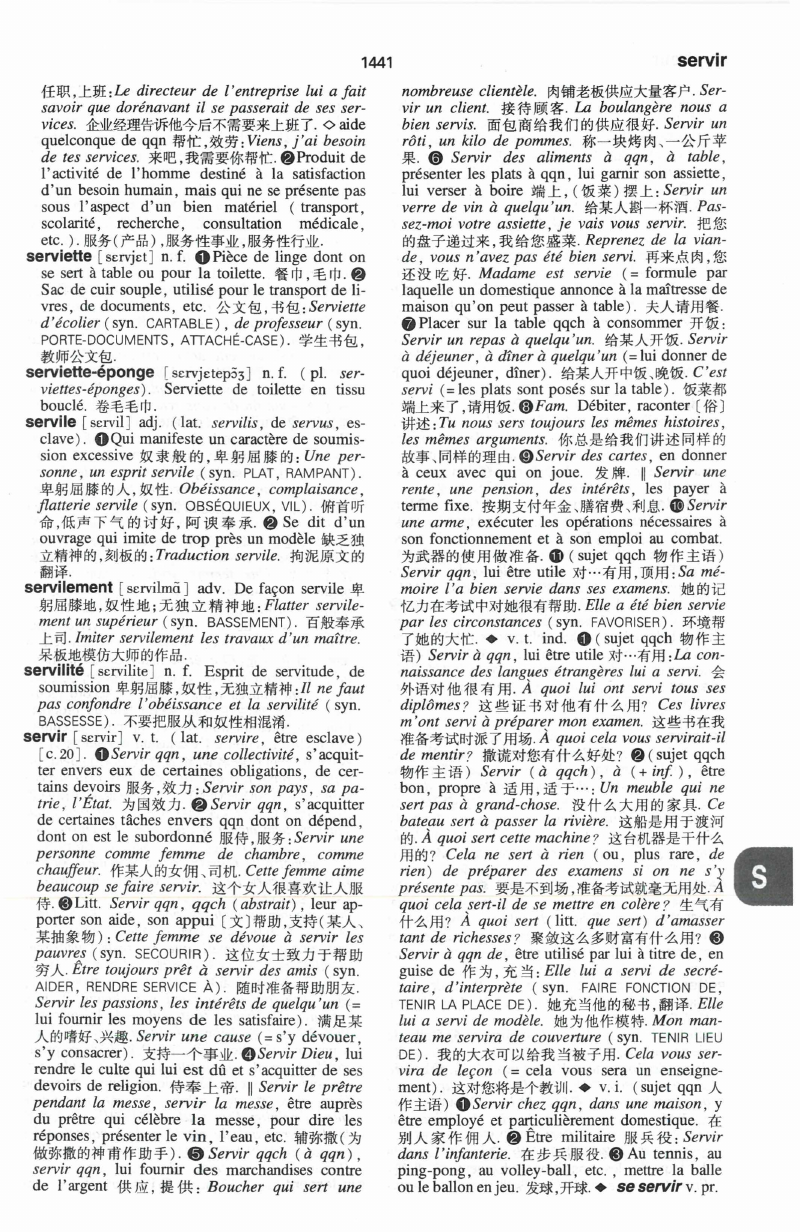 1441
servir
任职,上班:Le directeur de l'entreprise lui a fait
savoir que dorénavant il se passerait de ses ser-
vices. 企业经理告诉他今后不需要来上班了. ◇ aide
quelconque de qqn 帮忙,效劳:Viens, j'ai besoin
de tes services. 来吧,我需要你帮忙. ❷Produit de
l'activité de l'homme destiné à la satisfaction
d'un besoin humain, mais qui ne se présente pas
sous l'aspect d'un bien matériel ( transport,
scolarité, recherche, consultation médicale,
etc. ). 服务(产品),服务性事业,服务性行业.
serviette [sɛrvjɛt] n. f. ❶Pièce de linge dont on
se sert à table ou pour la toilette. 餐巾,毛巾. ❷
Sac de cuir souple, utilisé pour le transport de li-
vres, de documents, etc. 公文包,书包:Serviette
d'écolier (syn. CARTABLE) , de professeur (syn.
PORTE-DOCUMENTS, ATTACHÉ-CASE). 学生书包,
教师公文包.
serviette-éponge [sɛrvjɛtepɔ̃ʒ] n. f. ( pl. ser-
viettes-éponges). Serviette de toilette en tissu
bouclé. 卷毛毛巾.
servile [sɛrvil] adj. (lat. servilis, de servus, es-
clave). ❶Qui manifeste un caractère de soumis-
sion excessive 奴隶般的,卑躬屈膝的:Une per-
sonne, un esprit servile (syn. PLAT, RAMPANT).
卑躬屈膝的人,奴性. Obéissance, complaisance,
flatterie servile (syn. OBSÉQUIEUX, VIL). 俯首听
命,低声下气的讨好,阿谀奉承. ❷ Se dit d'un
ouvrage qui imite de trop près un modèle 缺乏独
立精神的,刻板的:Traduction servile. 拘泥原文的
翻译.
servilement [sɛrvilmɑ̃] adv. De façon servile 卑
躬屈膝地,奴性地;无独立精神地:Flatter servile-
ment un supérieur (syn. BASSEMENT). 百般奉承
上司. Imiter servilement les travaux d'un maître.
呆板地模仿大师的作品.
servilité [sɛrvilite] n. f. Esprit de servitude, de
soumission 卑躬屈膝,奴性,无独立精神:Il ne faut
pas confondre l'obéissance et la servilité (syn.
BASSESSE). 不要把服从和奴性相混淆.
servir [sɛrvir] v. t. (lat. servire, être esclave)
[c. 20]. ❶Servir qqn, une collectivité, s'acquit-
ter envers eux de certaines obligations, de cer-
tains devoirs 服务,效力:Servir son pays, sa pa-
trie, l'État. 为国效力. ❷ Servir qqn, s'acquitter
de certaines tâches envers qqn dont on dépend,
dont on est le subordonné 服侍,服务:Servir une
personne comme femme de chambre, comme
chauffeur. 作某人的女佣、司机. Cette femme aime
beaucoup se faire servir. 这个女人很喜欢让人服
侍. ❸Litt. Servir qqn, qqch (abstrait), leur ap-
porter son aide, son appui [文]帮助,支持(某人、
某抽象物):Cette femme se dévoue à servir les
pauvres (syn. SECOURIR). 这位女士致力于帮助
穷人. Être toujours prêt à servir des amis (syn.
AIDER, RENDRE SERVICE À). 随时准备帮助朋友.
Servir les passions, les intérêts de quelqu'un (=
lui fournir les moyens de les satisfaire). 满足某
人的嗜好、兴趣. Servir une cause (= s'y dévouer,
s'y consacrer). 支持一个事业. ❹Servir Dieu, lui
rendre le culte qui lui est dû et s'acquitter de ses
devoirs de religion. 侍奉上帝. ‖ Servir le prêtre
pendant la messe, servir la messe, être auprès
du prêtre qui célèbre la messe, pour dire les
réponses, présenter le vin, l'eau, etc. 辅弥撒(为
做弥撒的神甫作助手). ❺ Servir qqch (à qqn),
servir qqn, lui fournir des marchandises contre
de l'argent 供应,提供: Boucher qui sert une
nombreuse clientèle. 肉铺老板供应大量客户. Ser-
vir un client. 接待顾客. La boulangère nous a
bien servis. 面包商给我们的供应很好. Servir un
rôti, un kilo de pommes. 称一块烤肉、一公斤苹
果. ❻ Servir des aliments à qqn, à table,
présenter les plats à qqn, lui garnir son assiette,
lui verser à boire 端上,(饭菜)摆上:Servir un
verre de vin à quelqu'un. 给某人斟一杯酒. Pas-
sez-moi votre assiette, je vais vous servir. 把您
的盘子递过来,我给您盛菜. Reprenez de la vian-
de, vous n'avez pas été bien servi. 再来点肉,您
还没吃好. Madame est servie (= formule par
laquelle un domestique annonce à la maîtresse de
maison qu'on peut passer à table). 夫人请用餐.
❼Placer sur la table qqch à consommer 开饭:
Servir un repas à quelqu'un. 给某人开饭. Servir
à déjeuner, à dîner à quelqu'un (= lui donner de
quoi déjeuner, dîner). 给某人开中饭、晚饭. C'est
servi (= les plats sont posés sur la table). 饭菜都
端上来了,请用饭. ❽Fam. Débiter, raconter [俗]
讲述:Tu nous sers toujours les mêmes histoires,
les mêmes arguments. 你总是给我们讲述同样的
故事、同样的理由. ❾Servir des cartes, en donner
à ceux avec qui on joue. 发牌. ‖ Servir une
rente, une pension, des intérêts, les payer à
terme fixe. 按期支付年金、膳宿费、利息. ❿Servir
une arme, exécuter les opérations nécessaires à
son fonctionnement et à son emploi au combat.
为武器的使用做准备. ⓫ (sujet qqch 物作主语)
Servir qqn, lui être utile 对…有用,顶用:Sa mé-
moire l'a bien servie dans ses examens. 她的记
忆力在考试中对她很有帮助. Elle a été bien servie
par les circonstances (syn. FAVORISER). 环境帮
了她的大忙. ◆ v. t. ind. ❶(sujet qqch 物作主
语) Servir à qqn, lui être utile 对…有用:La con-
naissance des langues étrangères lui a servi. 会
外语对他很有用. À quoi lui ont servi tous ses
diplômes? 这些证书对他有什么用? Ces livres
m'ont servi à préparer mon examen. 这些书在我
准备考试时派了用场. À quoi cela vous servirait-il
de mentir? 撒谎对您有什么好处? ❷(sujet qqch
物作主语) Servir (à qqch), à (+ inf.), être
bon, propre à 适用,适于…:Un meuble qui ne
sert pas à grand-chose. 没什么大用的家具. Ce
bateau sert à passer la rivière. 这船是用于渡河
的. À quoi sert cette machine? 这台机器是干什么
用的? Cela ne sert à rien (ou, plus rare, de
rien) de préparer des examens si on ne s'y
présente pas. 要是不到场,准备考试就毫无用处. À
quoi cela sert-il de se mettre en colère? 生气有
什么用? À quoi sert (litt. que sert) d'amasser
tant de richesses? 聚敛这么多财富有什么用? ❸
Servir à qqn de, être utilisé par lui à titre de, en
guise de 作为,充当:Elle lui a servi de secré-
taire, d'interprète (syn. FAIRE FONCTION DE,
TENIR LA PLACE DE). 她充当他的秘书,翻译. Elle
lui a servi de modèle. 她为他作模特. Mon man-
teau me servira de couverture (syn. TENIR LIEU
DE). 我的大衣可以给我当被子用. Cela vous ser-
vira de leçon (= cela vous sera un enseigne-
ment). 这对您将是个教训. ◆ v. i. (sujet qqn 人
作主语) ❶Servir chez qqn, dans une maison, y
être employé et particulièrement domestique. 在
别人家作佣人. ❷ Être militaire 服兵役:Servir
dans l'infanterie. 在步兵服役. ❸ Au tennis, au
ping-pong, au volley-ball, etc. , mettre la balle
ou le ballon en jeu. 发球,开球. ◆ se servir v. pr.
S